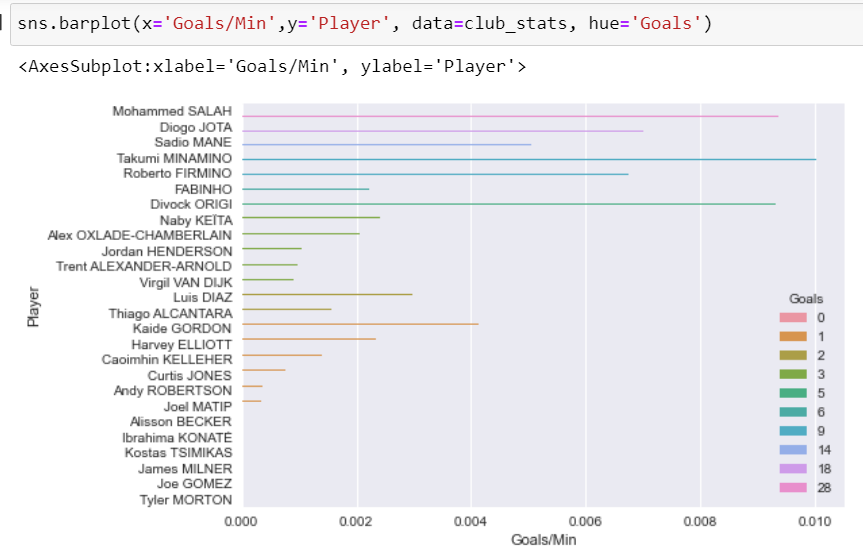 sns.barplot(x='Goals/Min',y='Player', data=club_stats, hue='Goals')
<AxesSubplot:xlabel='Goals/Min', ylabel='Player'>
Mohammed SALAH
Diogo JOTA
Sadio MANE
Takumi MINAMINO
Roberto FIRMINO
FABINHO
Divock ORIGI
Naby KEÏTA
Alex OXLADE-CHAMBERLAIN
Jordan HENDERSON
Trent ALEXANDER-ARNOLD
Virgil VAN DIJK
Luis DIAZ
Thiago ALCANTARA
Kaide GORDON
Harvey ELLIOTT
Caoimhin KELLEHER
Curtis JONES
Andy ROBERTSON
Joel MATIP
Alisson BECKER
Ibrahima KONATÉ
Kostas TSIMIKAS
James MILNER
Joe GOMEZ
Tyler MORTON
Player
Goals
0
1
2
3
5
6
9
14
18
28
0.000 0.002 0.004 0.006 0.008 0.010
Goals/Min